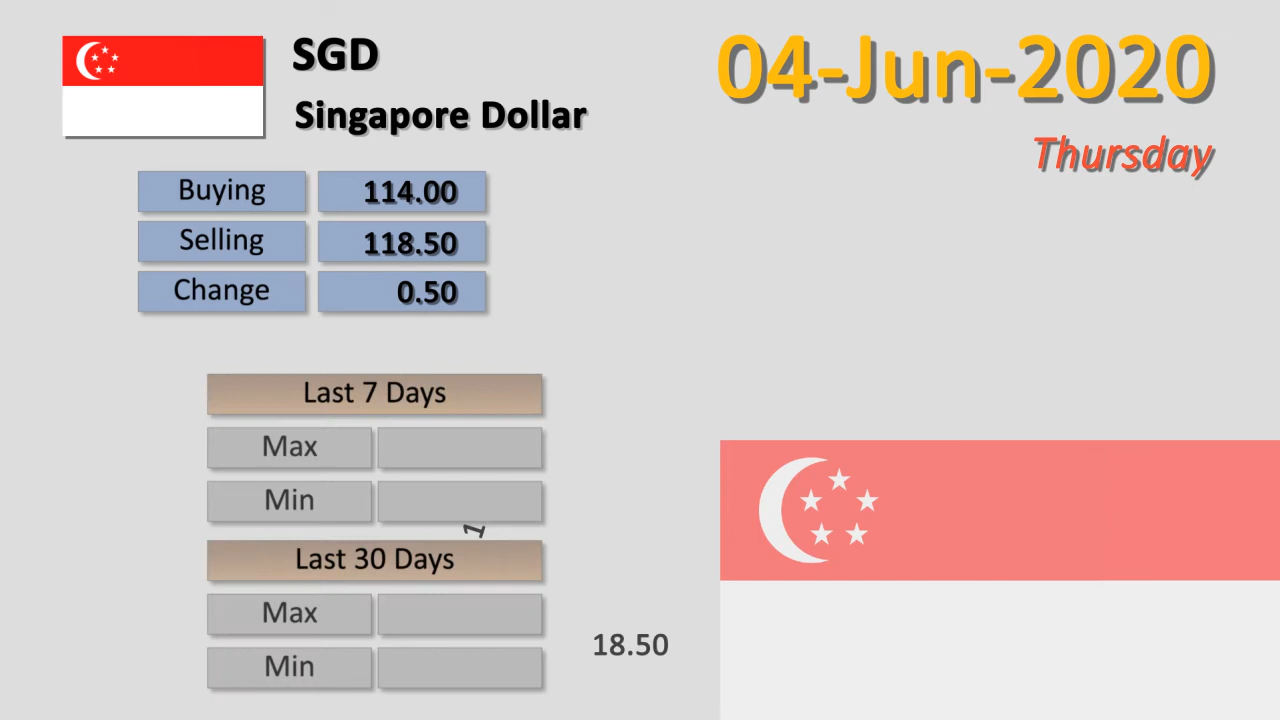 SGD
Singapore Dollar
04-Jun-2020
Thursday
Buying 114.00
Selling 118.50
Change 0.50
Last 7 Days
Max
Min
1
Last 30 Days
Max
18.50
Min